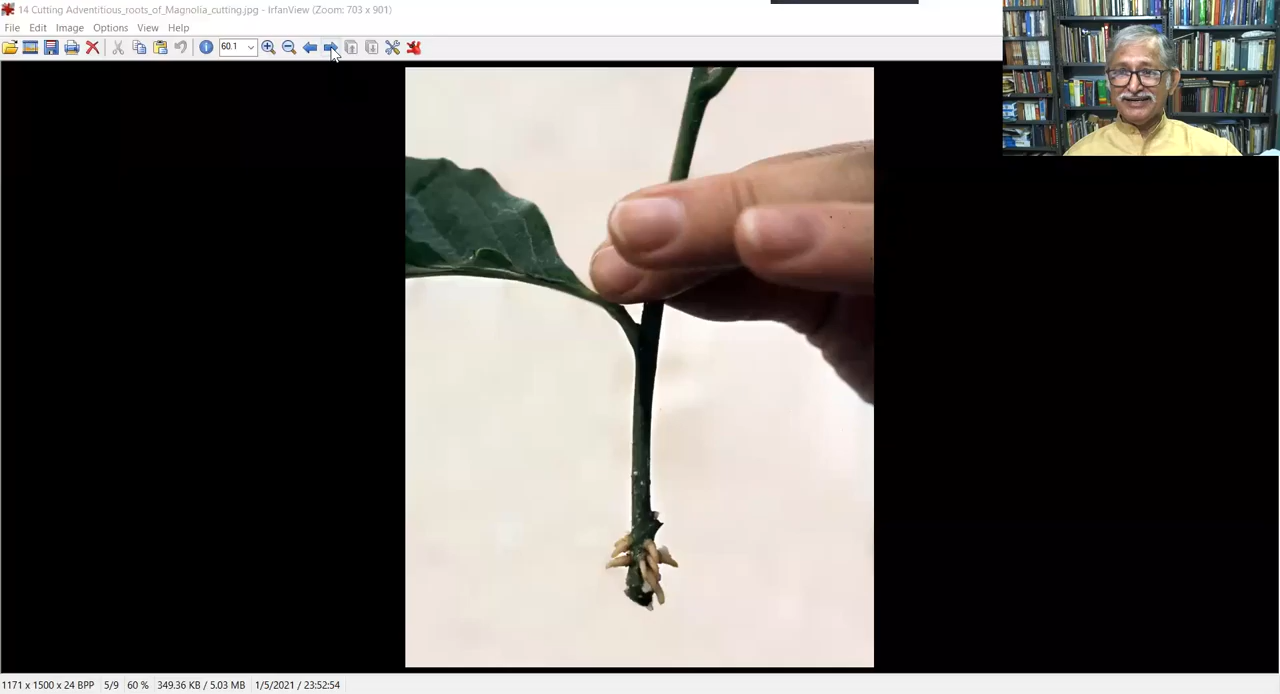 14 Cutting Adventitious_roots_of_Magnolia_cutting.jpg - IrfanView (Zoom: 703 x 901)
File Edit Image Options View Help
60.1
1171 x 1500 x 24 BPP 5/9 60 % 349.36 KB / 5.03 MB 1/5/2021 / 23:52:54